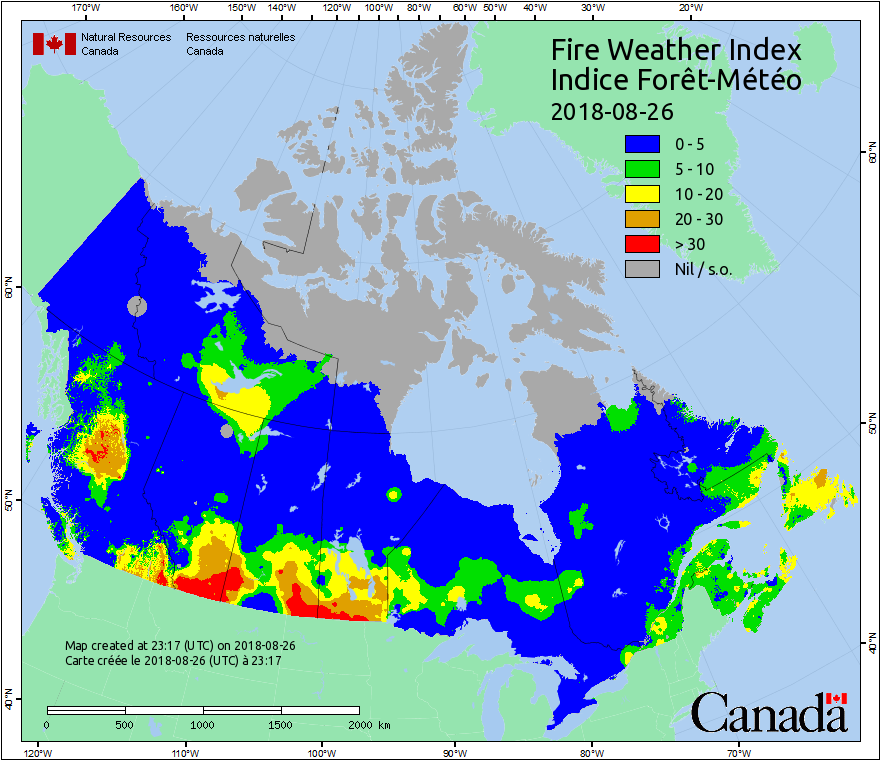 170°W 160°W 150°W 140°W 130°W 120°W 110°W 100°W 90°W 80°W 70°W 60°W 50°W 40°W 30°W 20°W
Natural Resources Ressources naturelles
Canada Canada
Fire Weather Index
Indice Forêt-Météo
2018-08-26
0 - 5
5 - 10
10 - 20
20 - 30
> 30
Nil / s.o.
60°N
60°N
50°N
50°N
40°N
40°N
Map created at 23:17 (UTC) on 2018-08-26
Carte créée le 2018-08-26 (UTC) à 23:17
0 500 1000 1500 2000 km
Canada
120°W 110°W 100°W 90°W 80°W 70°W